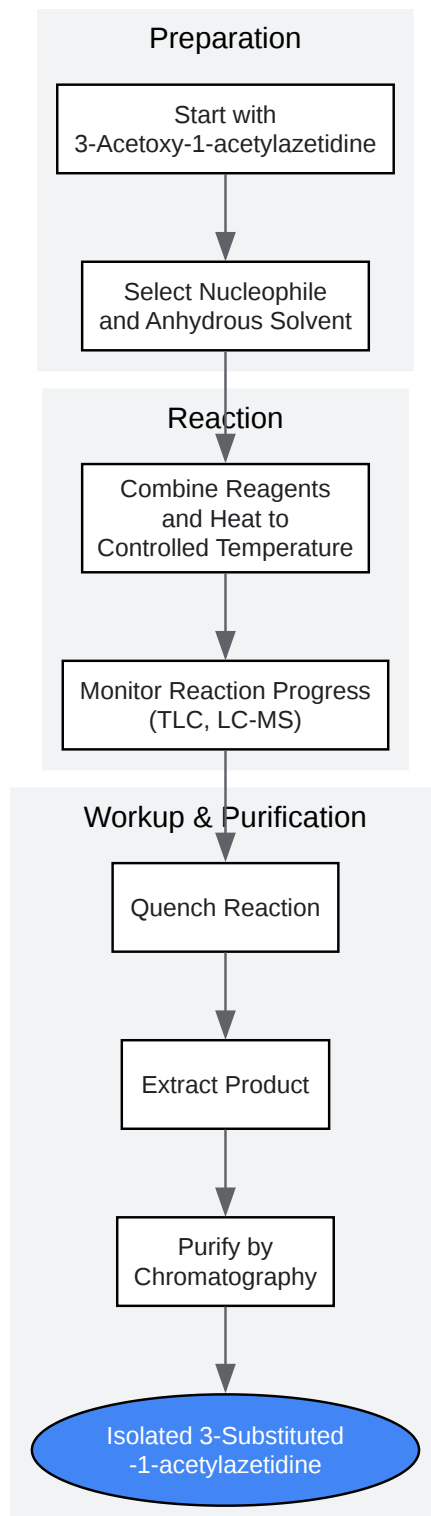 Preparation
Start with
3-Acetoxy-1-acetylazetidine
Select Nucleophile
and Anhydrous Solvent
Reaction
Combine Reagents
and Heat to
Controlled Temperature
Monitor Reaction Progress
(TLC, LC-MS)
Workup & Purification
Quench Reaction
Extract Product
Purify by
Chromatography
Isolated 3-Substituted
-1-acetylazetidine